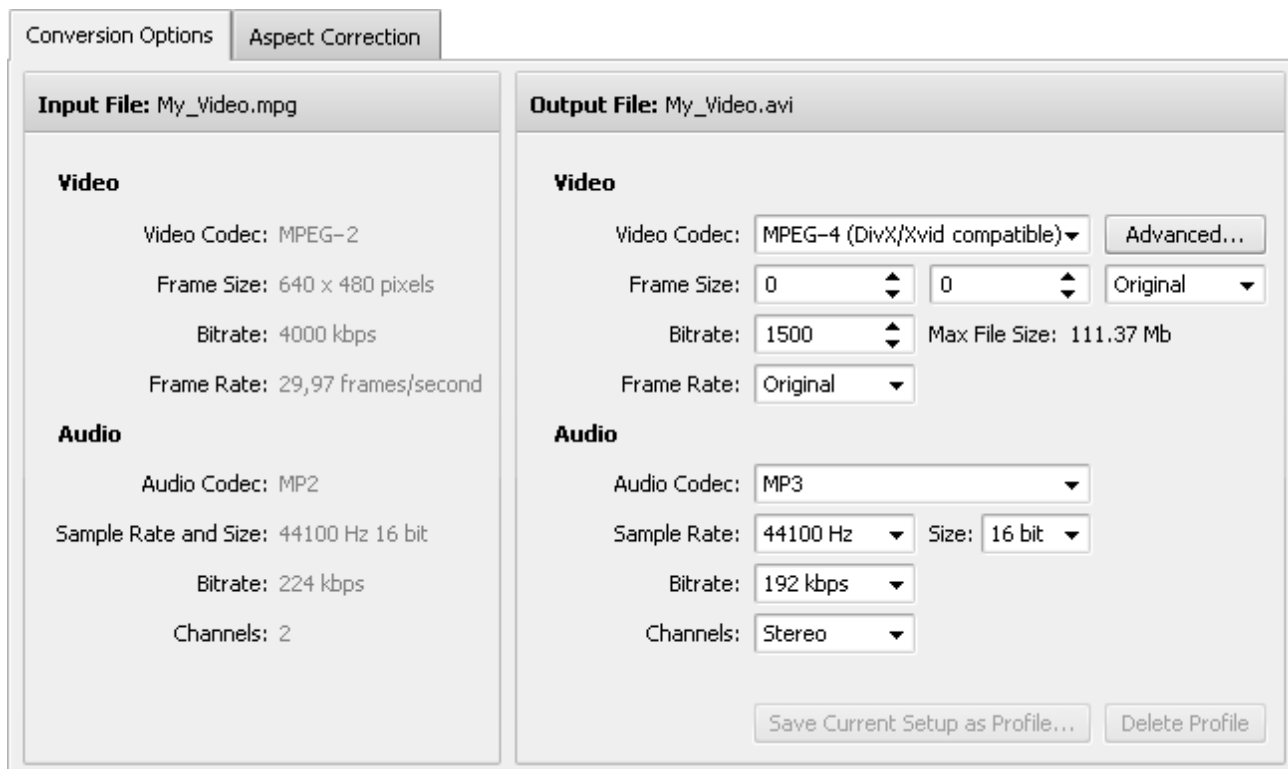 Conversion Options
Aspect Correction
Input File: My_Video.mpg
Video
Video Codec: MPEG-2
Frame Size: 640 x 480 pixels
Bitrate: 4000 kbps
Frame Rate: 29,97 frames/second
Audio
Audio Codec: MP2
Sample Rate and Size: 44100 Hz 16 bit
Bitrate: 224 kbps
Channels: 2
Output File: My_Video.avi
Video
Video Codec: MPEG-4 (DivX/Xvid compatible) Advanced...
Frame Size: 0 0 Original
Bitrate: 1500 Max File Size: 111.37 Mb
Frame Rate: Original
Audio
Audio Codec: MP3
Sample Rate: 44100 Hz Size: 16 bit
Bitrate: 192 kbps
Channels: Stereo
Save Current Setup as Profile... Delete Profile